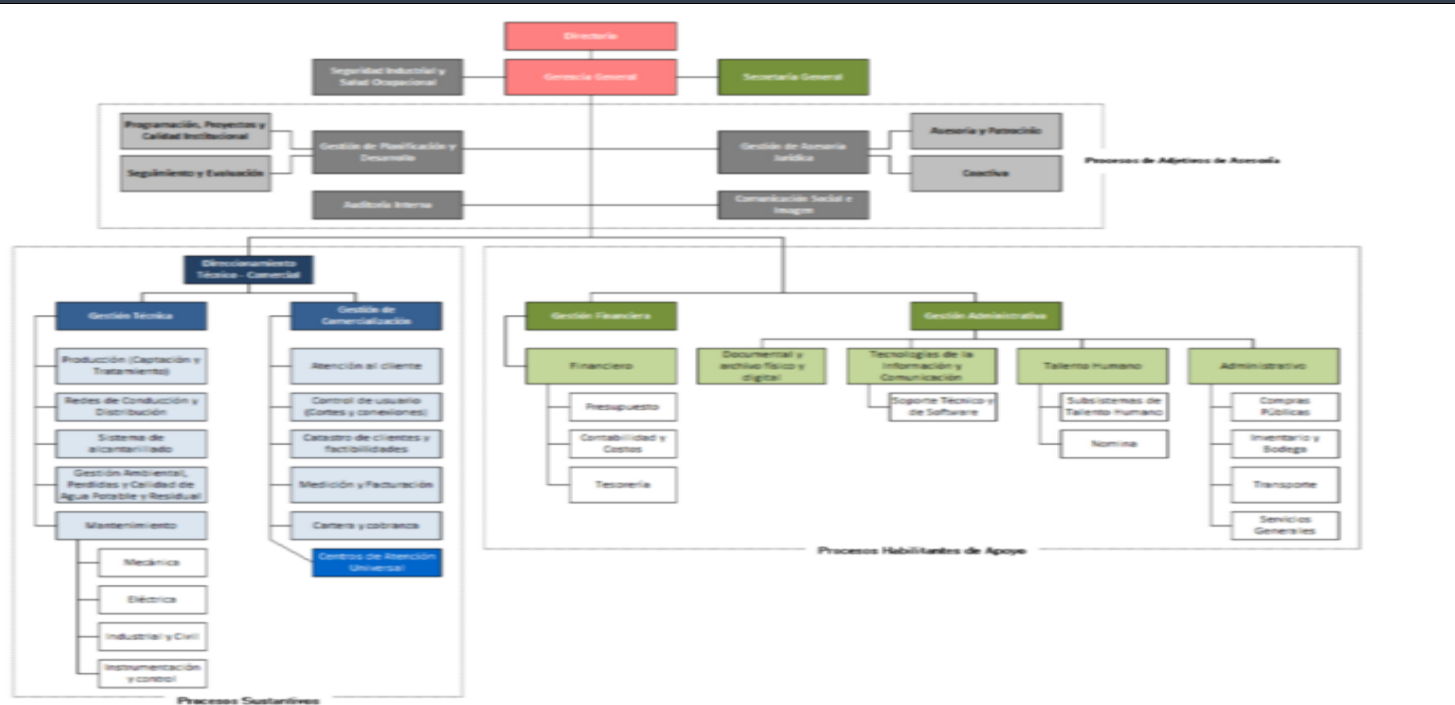 Directorio
Seguridad Industrial y
Salud Ocupacional
Gerencia General
Secretaría General
Programación, Proyectos y
Calidad Institucional
Gestión de Planificación y
Desarrollo
Seguimiento y Evaluación
Auditoría Interna
Gestión de Asesoría
Jurídica
Comunicación Social e
Imagen
Asesoría y Patrocinio
Coactiva
Procesos de Adjetivos de Asesoría
Direccionamiento
Técnico - Comercial
Gestión Técnica
Producción (Captación y
Tratamiento)
Redes de Conducción y
Distribución
Sistema de
alcantarillado
Gestión Ambiental,
Perdidas y Calidad de
Agua Potable y Residual
Mantenimiento
Mecánica
Eléctrica
Industrial y Civil
Instrumentación
y control
Gestión de
Comercialización
Atención al cliente
Control de usuario
(Cortes y conexiones)
Catastro de clientes y
factibilidades
Medición y Facturación
Cartera y cobranza
Centros de Atención
Universal
Procesos Sustantivos
Gestión Financiera
Financiero
Presupuesto
Contabilidad y
Costos
Tesorería
Gestión Administrativa
Documental y
archivo físico y
digital
Tecnologías de la
Información y
Comunicación
Soporte Técnico y
de Software
Talento Humano
Subsistemas de
Talento Humano
Nomina
Administrativo
Compras
Públicas
Inventario y
Bodega
Transporte
Servicios
Generales
Procesos Habilitantes de Apoyo